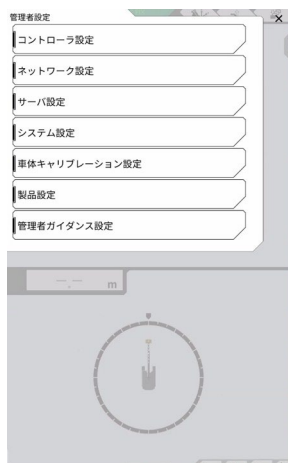 管理者設定
×
コントローラ設定
ネットワーク設定
サーバ設定
システム設定
車体キャリブレーション設定
製品設定
管理者ガイダンス設定
--.-- m